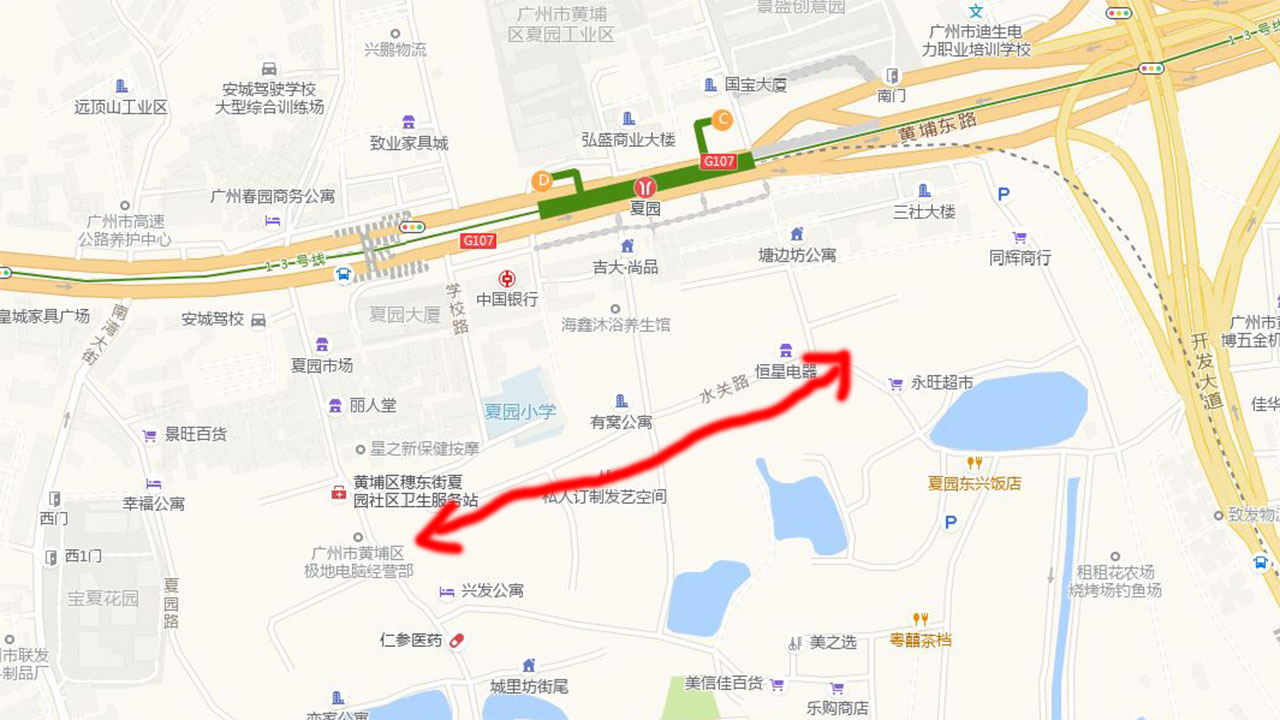 广州市黄埔
区夏园工业区
景盛创意园
兴鹏物流
广州市迪生电
力职业培训学校
1-3号线
远顶山工业区
安城驾驶学校
大型综合训练场
国宝大厦
南门
致业家具城
弘盛商业大楼
C
黄埔东路
G107
D
夏园
广州春园商务公寓
三社大楼
P
广州市高速
公路养护中心
G107
吉大·尚品
塘边坊公寓
同辉商行
1-3号线
中国银行
皇城家具广场
南湾大街
安城驾校
夏园大厦
学校路
海鑫沐浴养生馆
博五金机
开发大道
夏园市场
恒星电器
永旺超市
水关路
丽人堂
夏园小学
有窝公寓
佳华
景旺百货
星之新保健按摩
黄埔区穗东街夏
园社区卫生服务站
夏园东兴饭店
幸福公寓
私人订制发艺空间
西门
P
致发物流
西1门
广州市黄埔区
极地电脑经营部
租租花农场
烧烤场钓鱼场
宝夏花园
夏园路
兴发公寓
仁参医药
粤囍茶档
美之选
市联发
制品厂
城里坊街尾
美信佳百货
乐购商店